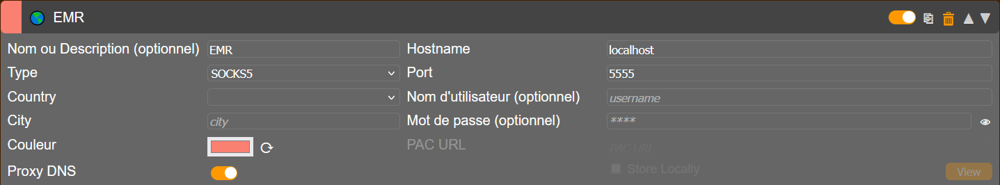 EMR
Nom ou Description (optionnel) EMR Hostname localhost
Type SOCKS5 Port 5555
Country Nom d'utilisateur (optionnel) username
City city Mot de passe (optionnel) ****
Couleur PAC URL PAC URL
Store Locally View
Proxy DNS